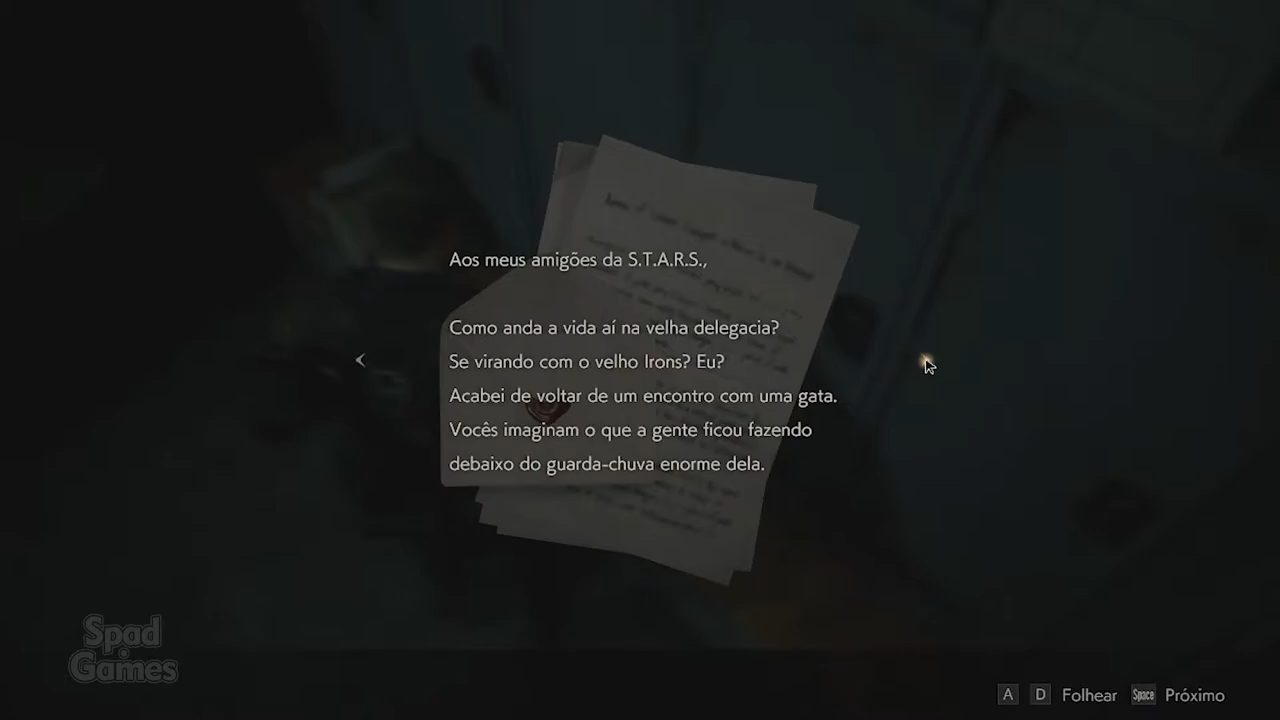 Aos meus amigões da S.T.A.R.S.,
Como anda a vida aí na velha delegacia?
Se virando com o velho Irons? Eu?
Acabei de voltar de um encontro com uma gata.
Vocês imaginam o que a gente ficou fazendo
debaixo do guarda-chuva enorme dela.
Spad
Games
A D Folhear Space Próximo